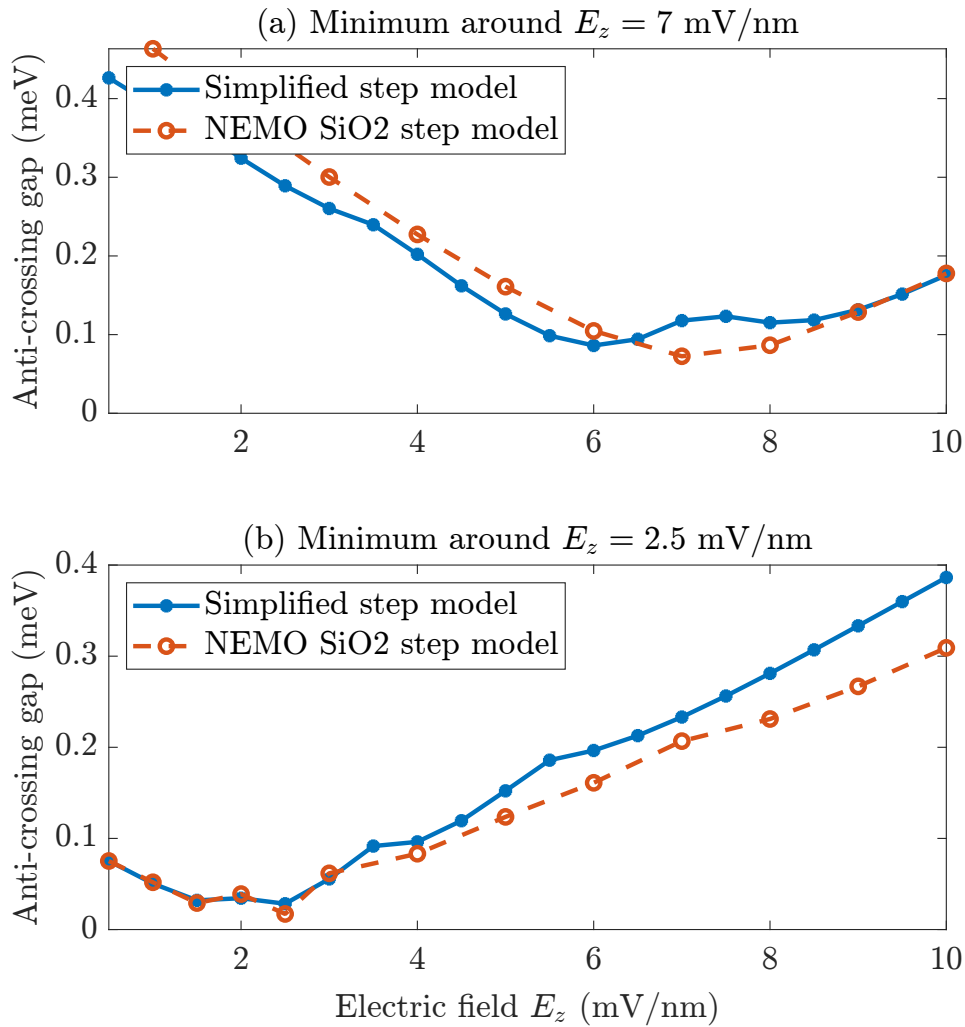 (a) Minimum around E_z = 7 mV/nm
Anti-crossing gap (meV)
0.4
0.3
0.2
0.1
0
Simplified step model
NEMO SiO2 step model
2 4 6 8 10
(b) Minimum around E_z = 2.5 mV/nm
Anti-crossing gap (meV)
0.4
0.3
0.2
0.1
0
Simplified step model
NEMO SiO2 step model
2 4 6 8 10
Electric field E_z (mV/nm)